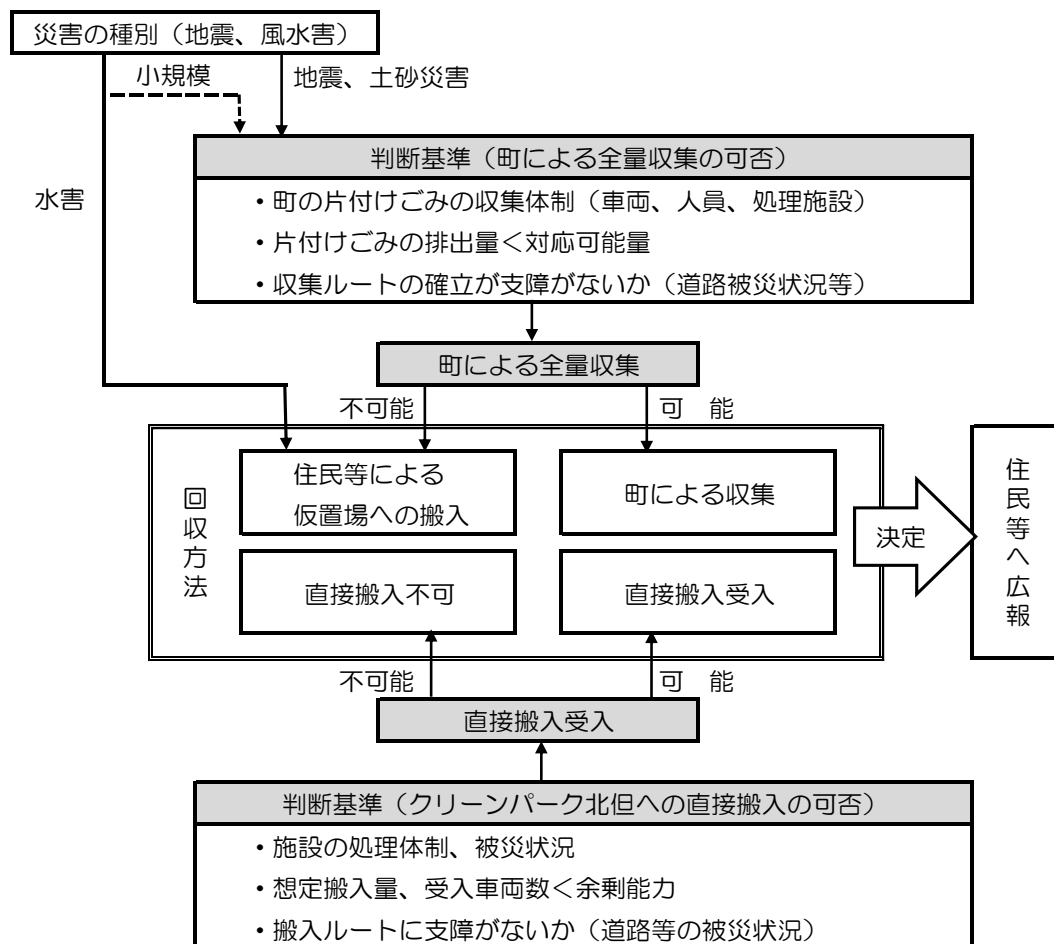 災害の種別（地震、風水害）
小規模
地震、土砂災害
水害
判断基準（町による全量収集の可否）
・町の片付けごみの収集体制（車両、人員、処理施設）
・片付けごみの排出量＜対応可能量
・収集ルートの確立が支障がないか（道路被災状況等）
町による全量収集
不可能
可　能
回収方法
住民等による
仮置場への搬入
町による収集
直接搬入不可
直接搬入受入
決定
住民等へ広報
不可能
可　能
直接搬入受入
判断基準（クリーンパーク北但への直接搬入の可否）
・施設の処理体制、被災状況
・想定搬入量、受入車両数＜余剰能力
・搬入ルートに支障がないか（道路等の被災状況）